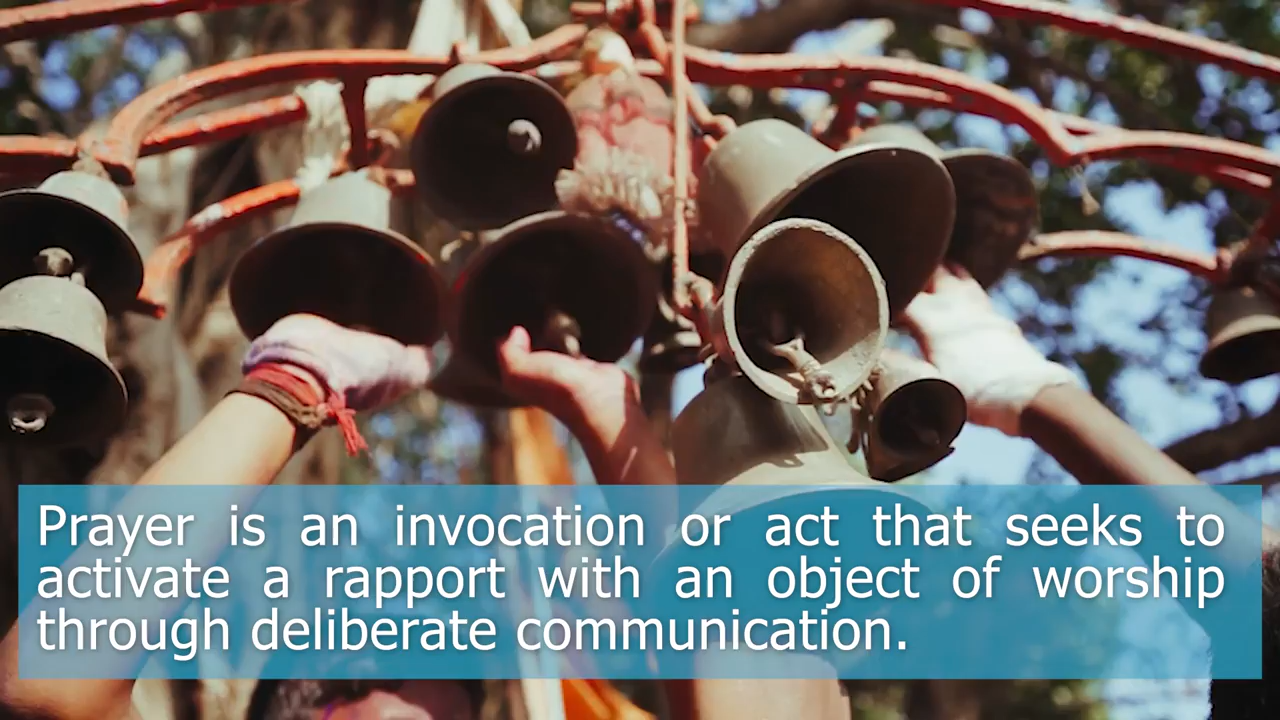 Prayer is an invocation or act that seeks to
activate a rapport with an object of worship
through deliberate communication.